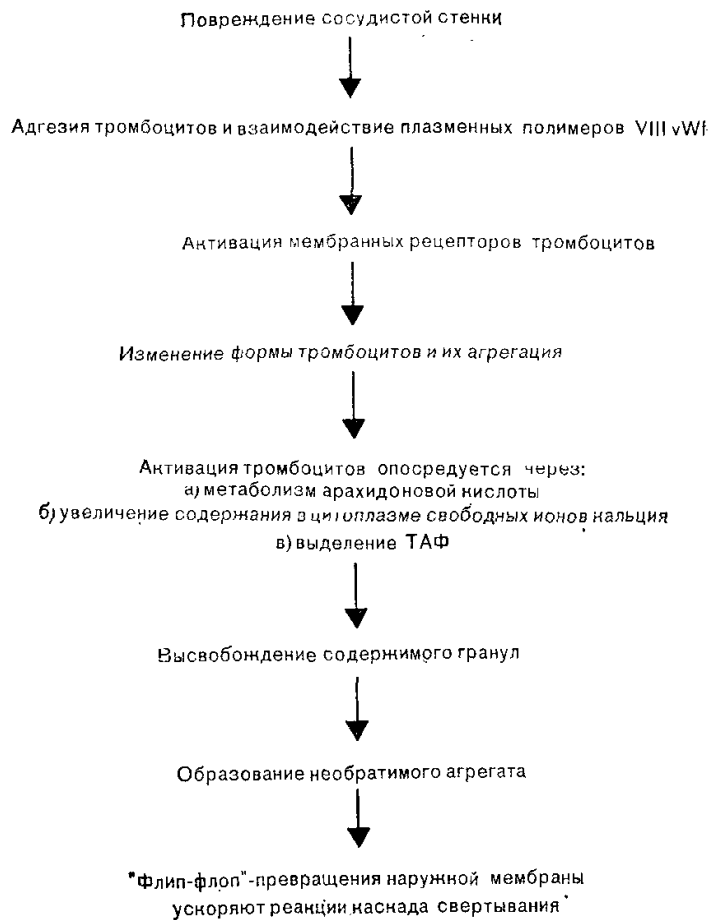 Повреждение сосудистой стенки
Адгезия тромбоцитов и взаимодействие плазменных полимеров VIII vWf
Активация мембранных рецепторов тромбоцитов
Изменение формы тромбоцитов и их агрегация
Активация тромбоцитов опосредуется через:
а) метаболизм арахидоновой кислоты
б) увеличение содержания в цитоплазме свободных ионов кальция
в) выделение ТАФ
Высвобождение содержимого гранул
Образование необратимого агрегата
"Флип-флоп"-превращения наружной мембраны
ускоряют реакции каскада свертывания